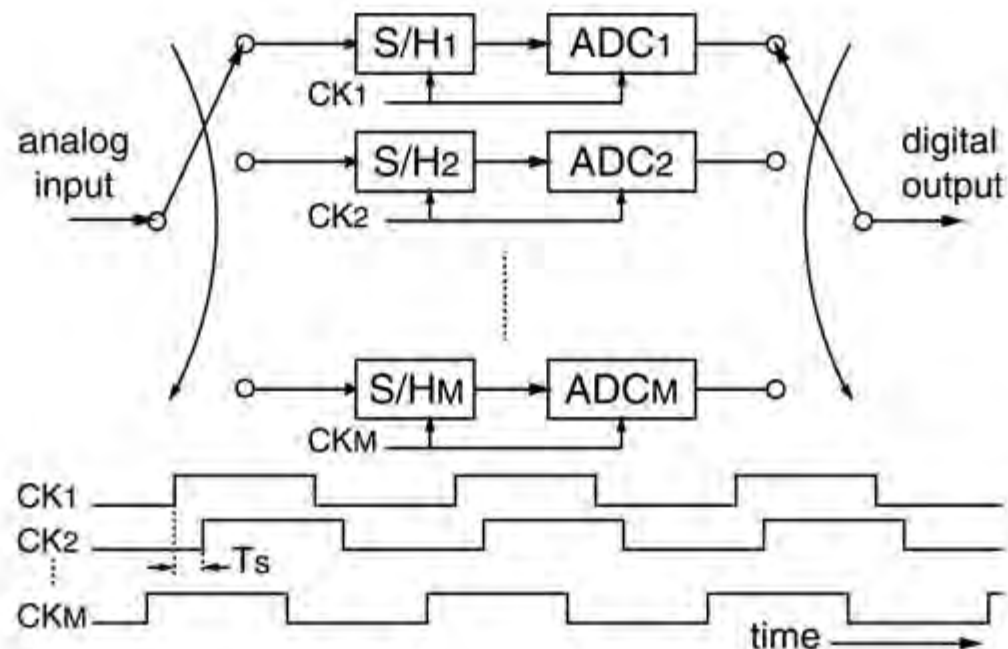 S/H1 ADC1
CK1
analog input
digital output
S/H2 ADC2
CK2
S/HM ADCM
CKM
CK1
CK2
Ts
CKM
time